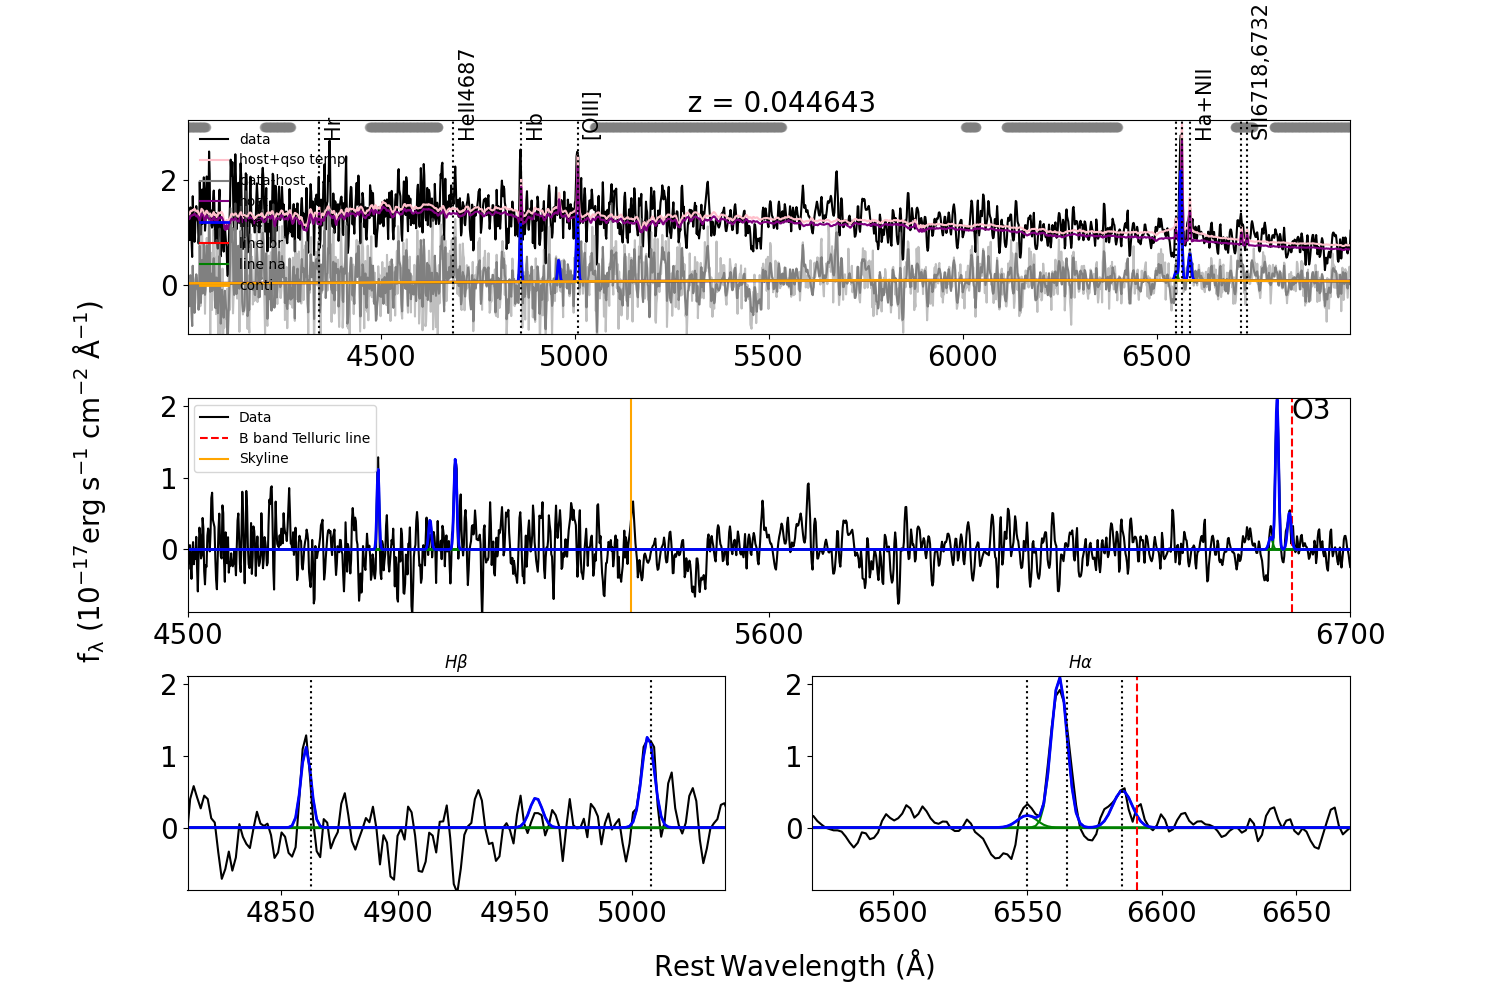 z = 0.044643
Hr
HeII4687
Hb
[OIII]
Ha+NII
SII6718,6732
data
host+qso temp
data-host
line br
line na
conti
2
0
4500 5000 5500 6000 6500
fλ (10⁻¹⁷erg s⁻¹ cm⁻² Å⁻¹)
Data
B band Telluric line
Skyline
O3
2
1
0
4500 5600 6700
Hβ
2
1
0
4850 4900 4950 5000
Hα
2
1
0
6500 6550 6600 6650
Rest Wavelength (Å)